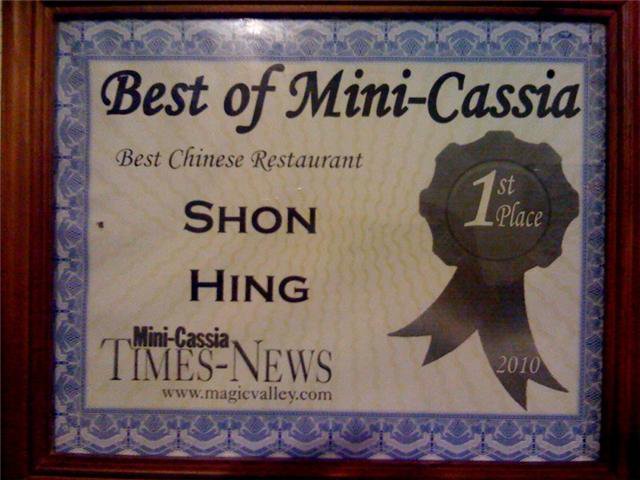 Best of Mini-Cassia
Best Chinese Restaurant
1st
Place
SHON
HING
Mini-Cassia
TIMES-NEWS
www.magicvalley.com
2010